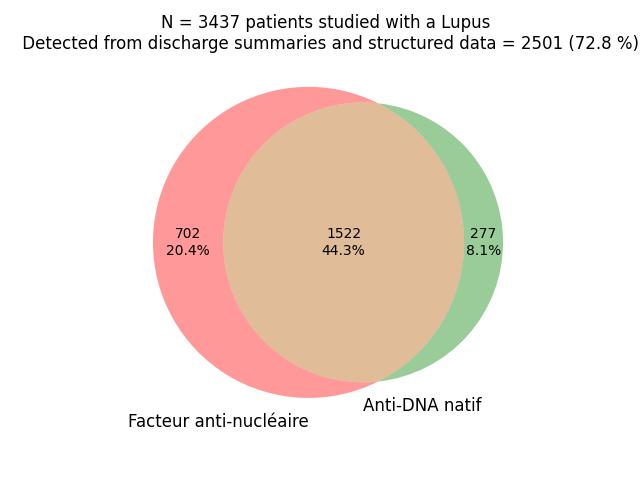 N = 3437 patients studied with a Lupus
Detected from discharge summaries and structured data = 2501 (72.8 %)
702
20.4%
1522
44.3%
277
8.1%
Anti-DNA natif
Facteur anti-nucléaire